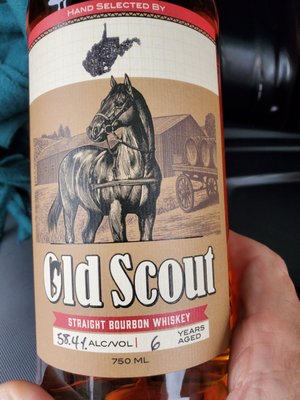 HAND SELECTED BY
Old Scout
STRAIGHT BOURBON WHISKEY
58.4% ALC/VOL 6 YEARS AGED
750 ML